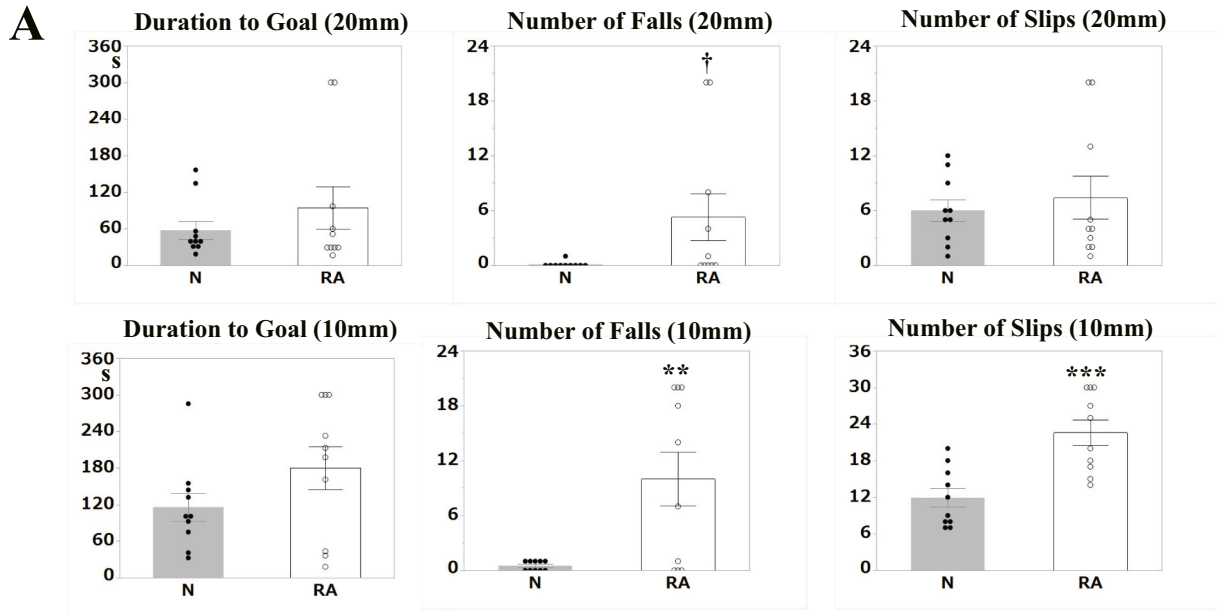 A
Duration to Goal (20mm)
360
s
300
240
180
120
60
0
N RA
Number of Falls (20mm)
24
18
12
6
0
†
N RA
Number of Slips (20mm)
24
18
12
6
0
N RA
Duration to Goal (10mm)
360
s
300
240
180
120
60
0
N RA
Number of Falls (10mm)
24
18
12
6
0
**
N RA
Number of Slips (10mm)
36
30
24
18
12
6
0
***
N RA